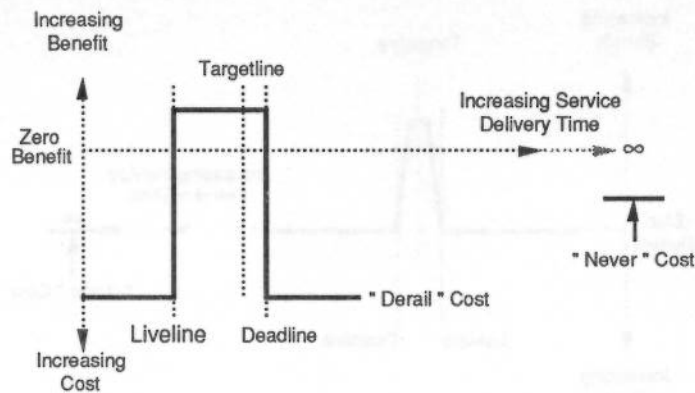 Increasing
Benefit
Targetline
Increasing Service
Delivery Time
Zero
Benefit
∞
"Never" Cost
"Derail" Cost
Liveline
Deadline
Increasing
Cost